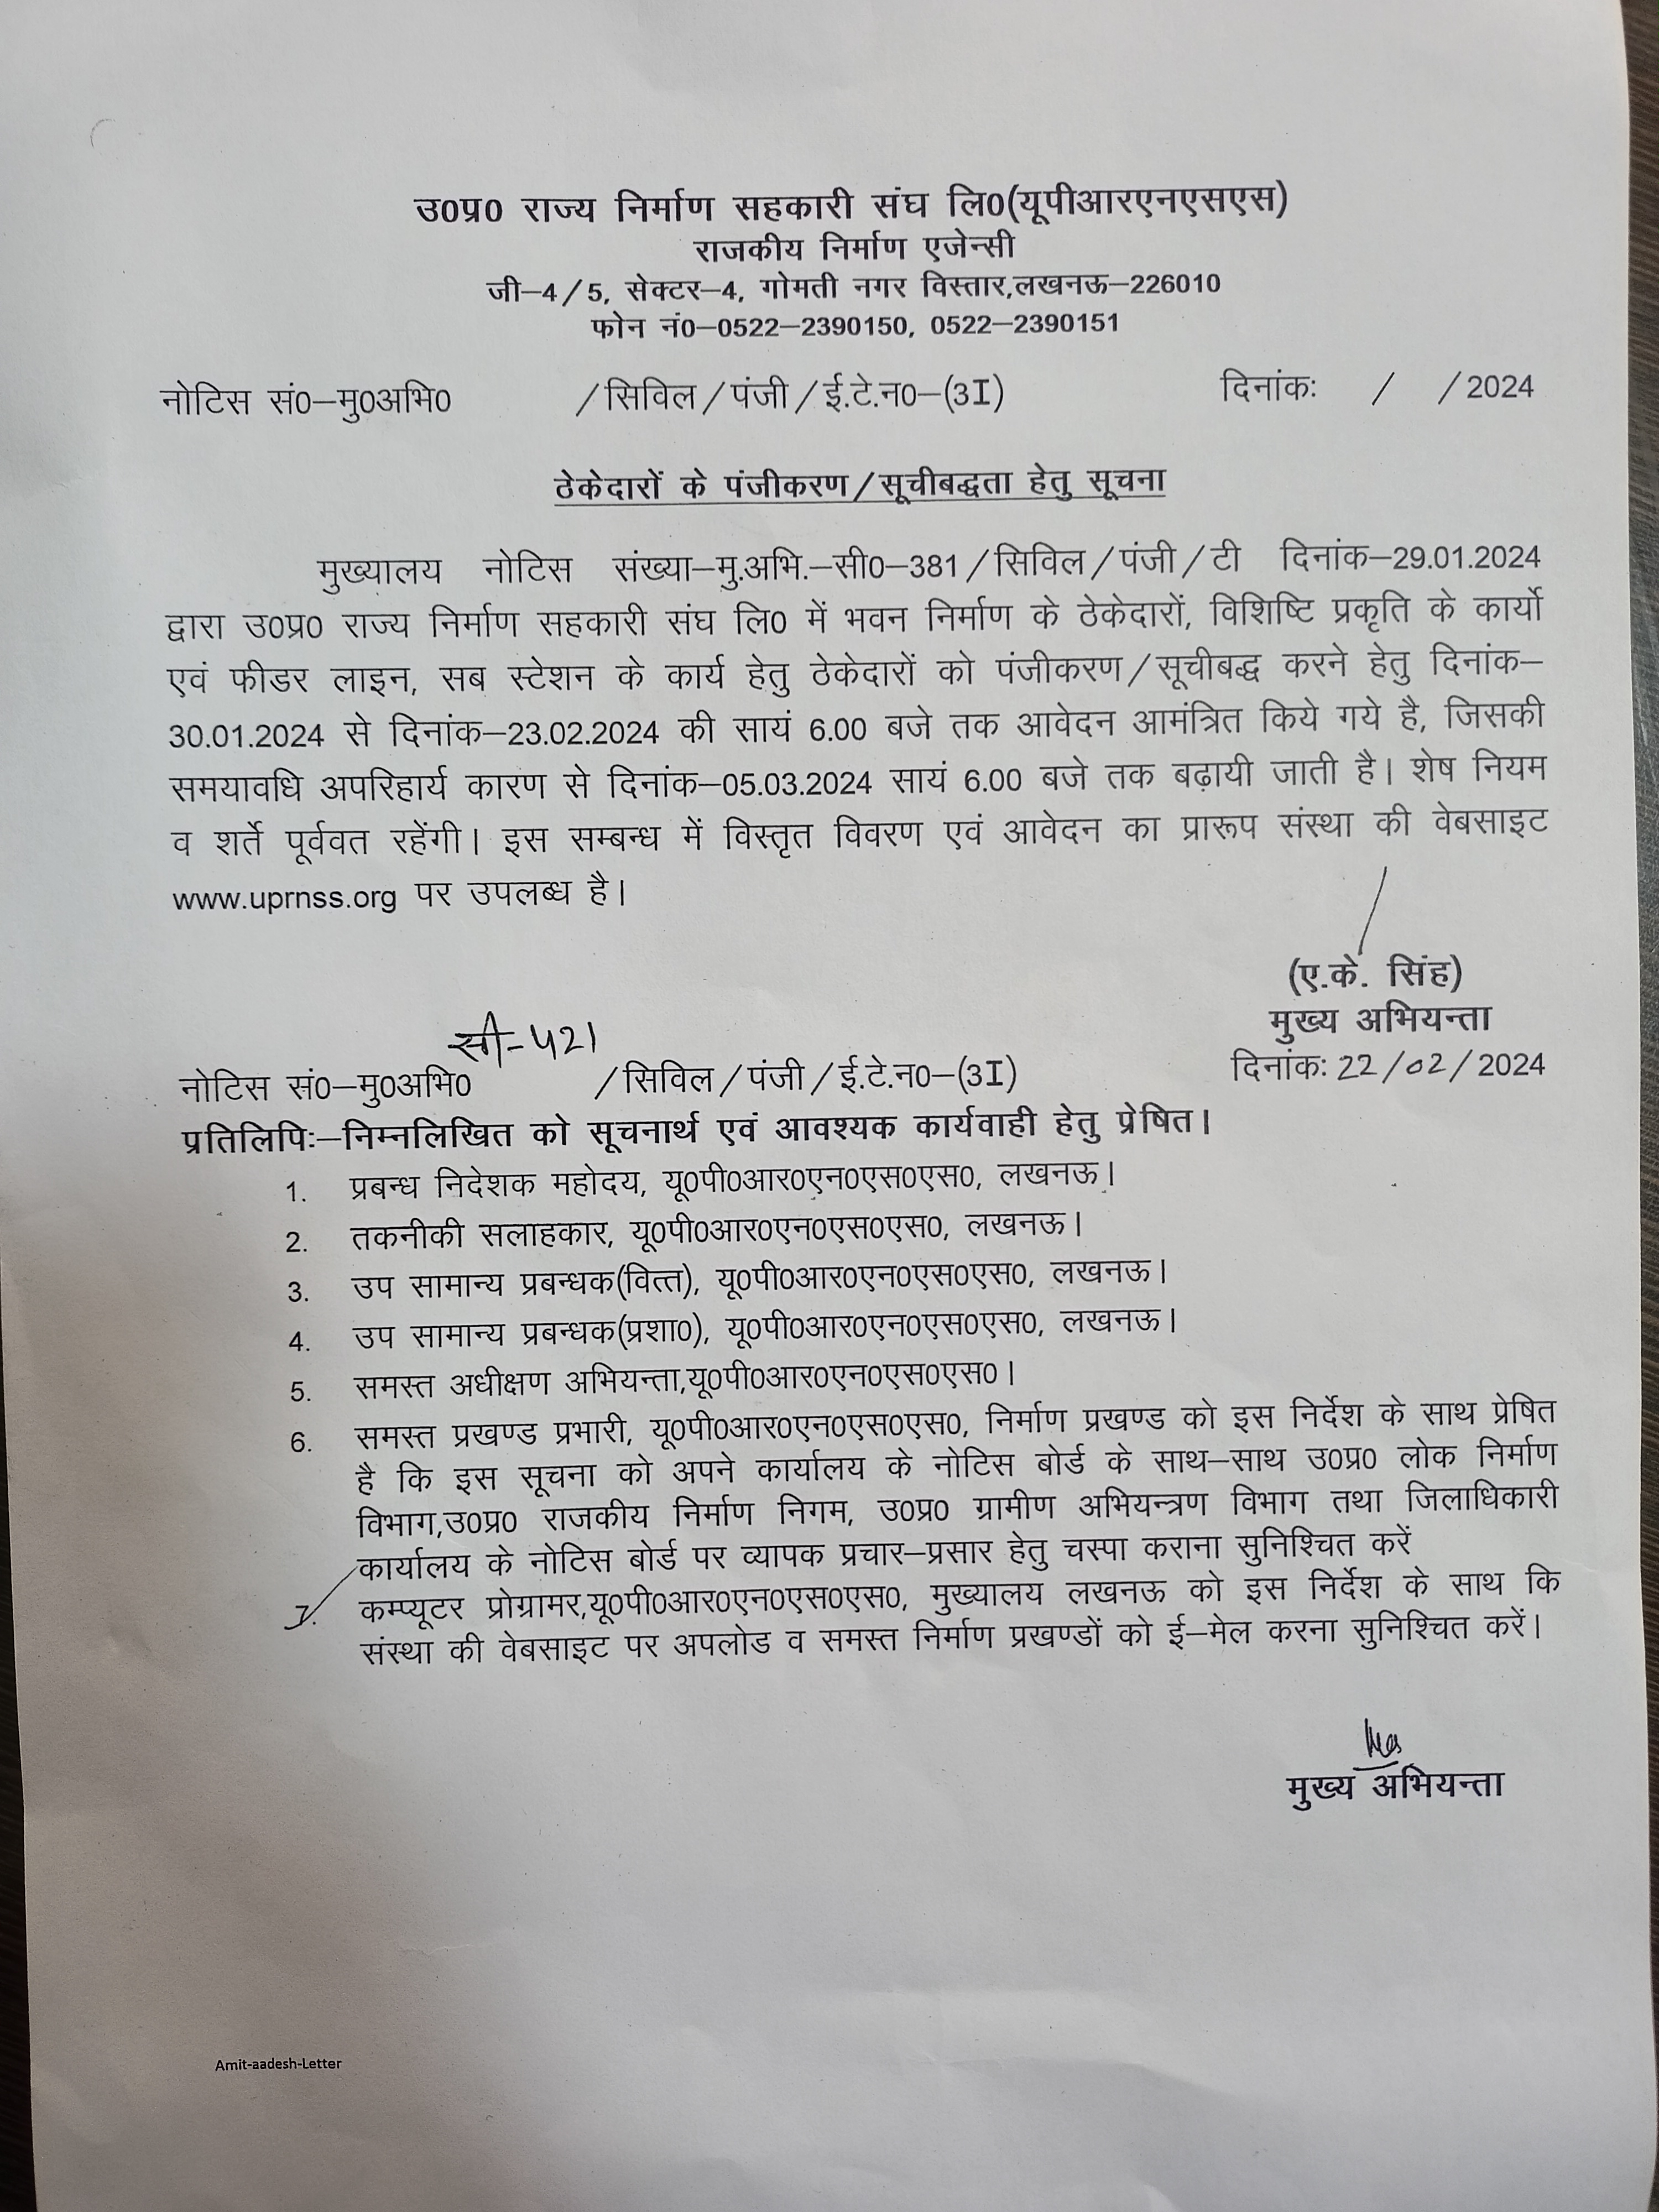 उ0प्र0 राज्य निर्माण सहकारी संघ लि0(यूपीआरएनएसएस)
राजकीय निर्माण एजेन्सी
जी–4/5, सेक्टर–4, गोमती नगर विस्तार,लखनऊ–226010
फोन नं0–0522–2390150, 0522–2390151
नोटिस सं0–मु0अभि0 /सिविल/पंजी/ई.टे.न0–(3I) दिनांकः / /2024
ठेकेदारों के पंजीकरण/सूचीबद्धता हेतु सूचना
मुख्यालय नोटिस संख्या–मु.अभि.–सी0–381/सिविल/पंजी/टी दिनांक–29.01.2024
द्वारा उ0प्र0 राज्य निर्माण सहकारी संघ लि0 में भवन निर्माण के ठेकेदारों, विशिष्टि प्रकृति के कार्यो
एवं फीडर लाइन, सब स्टेशन के कार्य हेतु ठेकेदारों को पंजीकरण/सूचीबद्ध करने हेतु दिनांक–
30.01.2024 से दिनांक–23.02.2024 की सायं 6.00 बजे तक आवेदन आमंत्रित किये गये है, जिसकी
समयावधि अपरिहार्य कारण से दिनांक–05.03.2024 सायं 6.00 बजे तक बढ़ायी जाती है। शेष नियम
व शर्ते पूर्ववत रहेंगी। इस सम्बन्ध में विस्तृत विवरण एवं आवेदन का प्रारूप संस्था की वेबसाइट
www.uprnss.org पर उपलब्ध है।
(ए.के. सिंह)
मुख्य अभियन्ता
नोटिस सं0–मु0अभि0 सी-421 /सिविल/पंजी/ई.टे.न0–(3I) दिनांकः 22/02/2024
प्रतिलिपिः–निम्नलिखित को सूचनार्थ एवं आवश्यक कार्यवाही हेतु प्रेषित।
1. प्रबन्ध निदेशक महोदय, यू0पी0आर0एन0एस0एस0, लखनऊ।
2. तकनीकी सलाहकार, यू0पी0आर0एन0एस0एस0, लखनऊ।
3. उप सामान्य प्रबन्धक(वित्त), यू0पी0आर0एन0एस0एस0, लखनऊ।
4. उप सामान्य प्रबन्धक(प्रशा0), यू0पी0आर0एन0एस0एस0, लखनऊ।
5. समस्त अधीक्षण अभियन्ता,यू0पी0आर0एन0एस0एस0।
6. समस्त प्रखण्ड प्रभारी, यू0पी0आर0एन0एस0एस0, निर्माण प्रखण्ड को इस निर्देश के साथ प्रेषित
है कि इस सूचना को अपने कार्यालय के नोटिस बोर्ड के साथ–साथ उ0प्र0 लोक निर्माण
विभाग,उ0प्र0 राजकीय निर्माण निगम, उ0प्र0 ग्रामीण अभियन्त्रण विभाग तथा जिलाधिकारी
कार्यालय के नोटिस बोर्ड पर व्यापक प्रचार–प्रसार हेतु चस्पा कराना सुनिश्चित करें
7. कम्प्यूटर प्रोग्रामर,यू0पी0आर0एन0एस0एस0, मुख्यालय लखनऊ को इस निर्देश के साथ कि
संस्था की वेबसाइट पर अपलोड व समस्त निर्माण प्रखण्डों को ई–मेल करना सुनिश्चित करें।
मुख्य अभियन्ता
Amit-aadesh-Letter